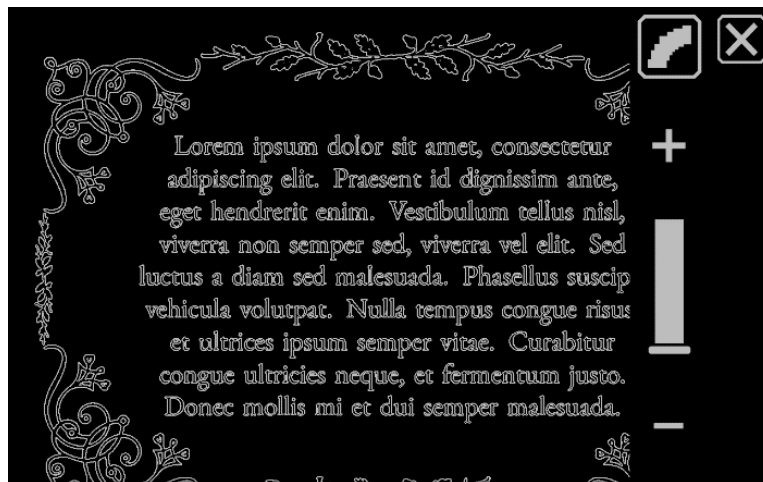 Lorem ipsum dolor sit amet, consectetur
adipiscing elit. Praesent id dignissim ante,
eget hendrerit enim. Vestibulum tellus nisl,
viverra non semper sed, viverra vel elit. Sed
luctus a diam sed malesuada. Phasellus suscip
vehicula volutpat. Nulla tempus congue risus
et ultrices ipsum semper vitae. Curabitur
congue ultricies neque, et fermentum justo.
Donec mollis mi et dui semper malesuada.